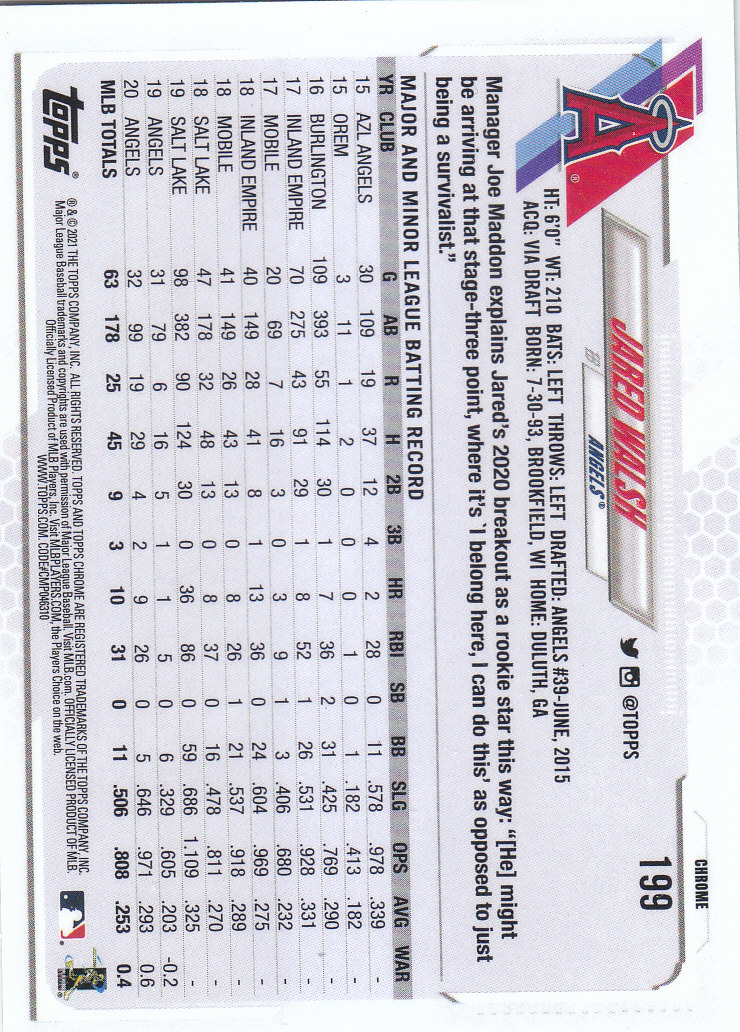 CHROME
199
JARED WALSH
ANGELS®
@TOPPS
A®
HT: 6'0" WT: 210 BATS: LEFT THROWS: LEFT DRAFTED: ANGELS #39-JUNE, 2015
ACQ: VIA DRAFT BORN: 7-30-93, BROOKFIELD, WI HOME: DULUTH, GA
Manager Joe Maddon explains Jared's 2020 breakout as a rookie star this way: "[He] might
be arriving at that stage-three point, where it's `I belong here, I can do this' as opposed to just
being a survivalist."
MAJOR AND MINOR LEAGUE BATTING RECORD
YR CLUB G AB R H 2B 3B HR RBI SB BB SLG OPS AVG WAR
15 AZL ANGELS 30 109 19 37 12 4 2 28 0 11 .578 .978 .339 -
15 OREM 3 11 1 2 0 0 0 1 0 1 .182 .413 .182 -
16 BURLINGTON 109 393 55 114 30 1 7 36 2 31 .425 .769 .290 -
17 INLAND EMPIRE 70 275 43 91 29 1 8 52 1 26 .531 .928 .331 -
17 MOBILE 20 69 7 16 3 0 3 9 1 3 .406 .680 .232 -
18 INLAND EMPIRE 40 149 28 41 8 1 13 36 0 24 .604 .969 .275 -
18 MOBILE 41 149 26 43 13 0 8 26 1 21 .537 .918 .289 -
18 SALT LAKE 47 178 32 48 13 0 8 37 0 16 .478 .811 .270 -
19 SALT LAKE 98 382 90 124 30 0 36 86 0 59 .686 1.109 .325 -
19 ANGELS 31 79 6 16 5 1 1 5 0 6 .329 .605 .203 -0.2
20 ANGELS 32 99 19 29 4 2 9 26 0 5 .646 .971 .293 0.6
MLB TOTALS 63 178 25 45 9 3 10 31 0 11 .506 .808 .253 0.4
topps®
® & © 2021 THE TOPPS COMPANY, INC. ALL RIGHTS RESERVED. TOPPS AND TOPPS CHROME ARE REGISTERED TRADEMARKS OF THE TOPPS COMPANY, INC.
Major League Baseball trademarks and copyrights are used with permission of Major League Baseball. Visit MLB.com. OFFICIALLY LICENSED PRODUCT OF MLB
Officially Licensed Product of MLB Players, Inc. Visit MLBPLAYERS.COM, the Players Choice on the web.
WWW.TOPPS.COM. CODE#CMP046310